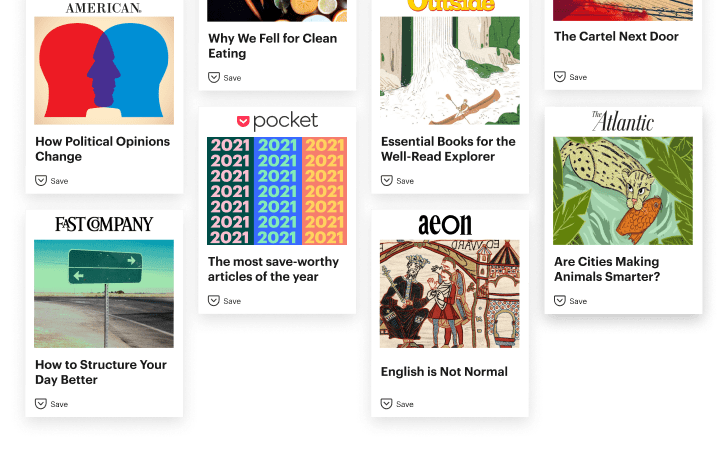 AMERICAN
How Political Opinions
Change
Save
FAST COMPANY
How to Structure Your
Day Better
Save
Why We Fell for Clean
Eating
Save
pocket
2021 2021 2021
2021 2021 2021
2021 2021 2021
2021 2021 2021
2021 2021 2021
2021 2021 2021
2021 2021 2021
The most save-worthy
articles of the year
Save
Outside
Essential Books for the
Well-Read Explorer
Save
aeon
English is Not Normal
Save
The Cartel Next Door
Save
The Atlantic
Are Cities Making
Animals Smarter?
Save